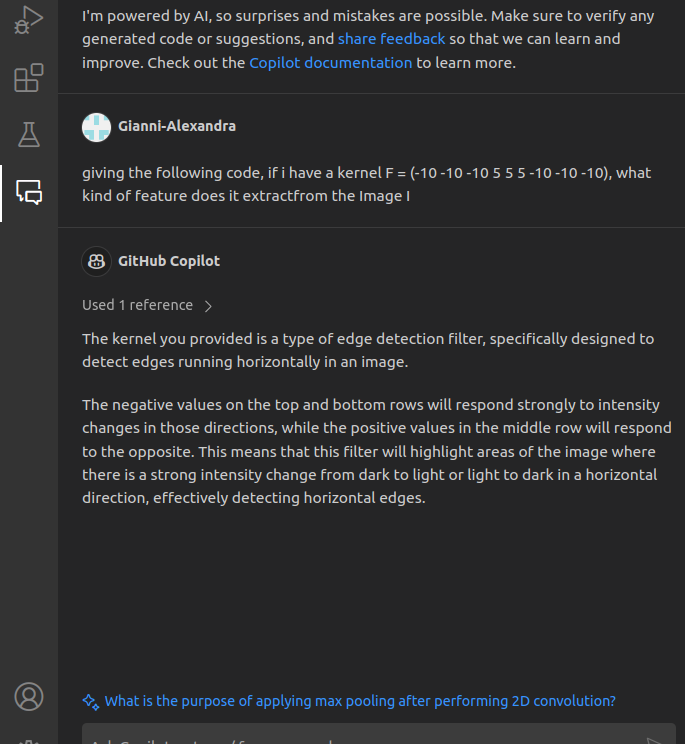 I'm powered by AI, so surprises and mistakes are possible. Make sure to verify any
generated code or suggestions, and share feedback so that we can learn and
improve. Check out the Copilot documentation to learn more.
Gianni-Alexandra
giving the following code, if i have a kernel F = (-10 -10 -10 5 5 5 -10 -10 -10), what
kind of feature does it extractfrom the Image I
GitHub Copilot
Used 1 reference
The kernel you provided is a type of edge detection filter, specifically designed to
detect edges running horizontally in an image.
The negative values on the top and bottom rows will respond strongly to intensity
changes in those directions, while the positive values in the middle row will respond
to the opposite. This means that this filter will highlight areas of the image where
there is a strong intensity change from dark to light or light to dark in a horizontal
direction, effectively detecting horizontal edges.
What is the purpose of applying max pooling after performing 2D convolution?